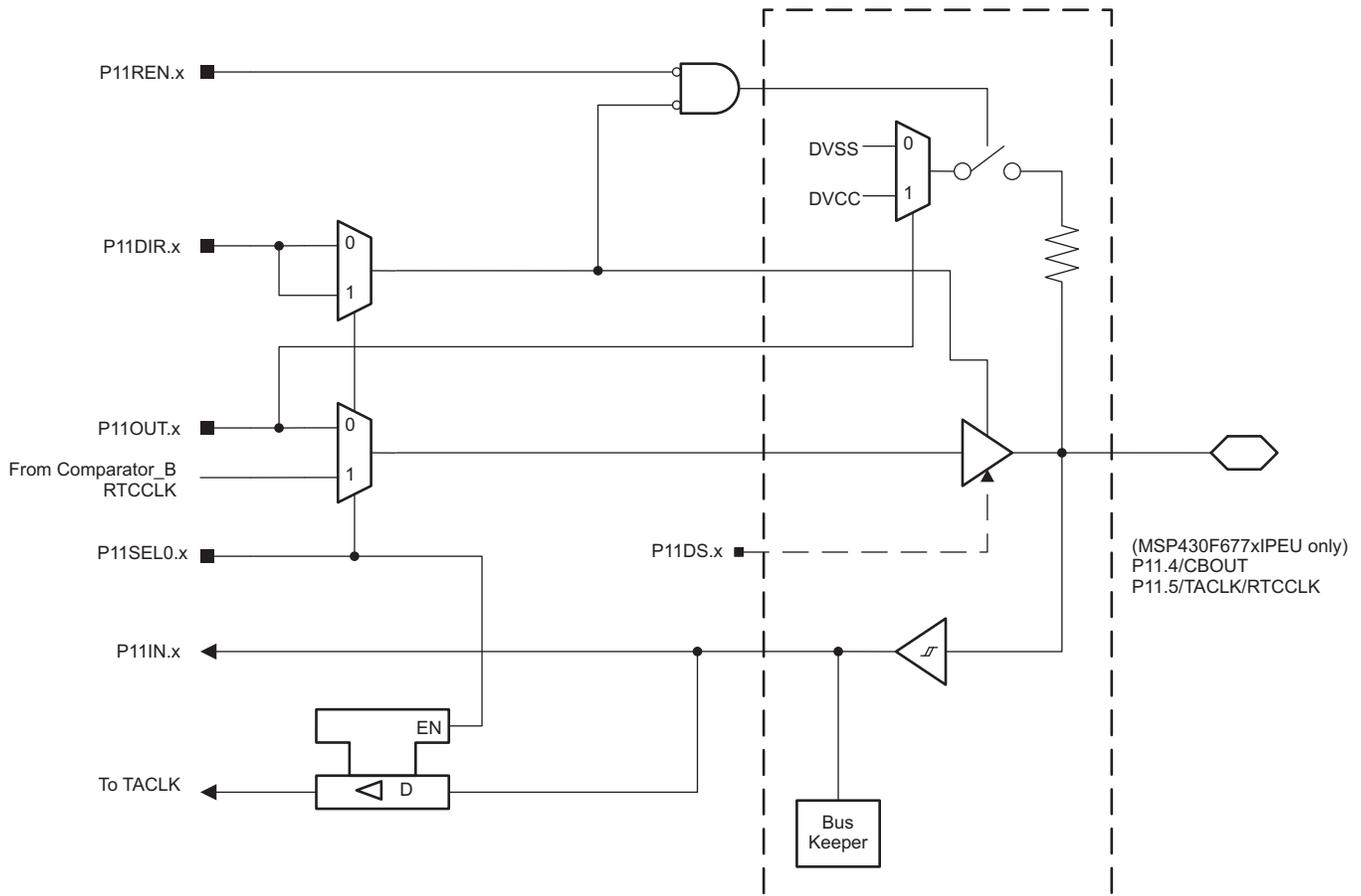 P11REN.x
DVSS
0
DVCC
1
P11DIR.x
0
1
P11OUT.x
0
From Comparator_B
RTCCLK
1
P11SEL0.x
P11DS.x
(MSP430F677xIPEU only)
P11.4/CBOUT
P11.5/TACLK/RTCCLK
P11IN.x
EN
To TACLK
D
Bus
Keeper